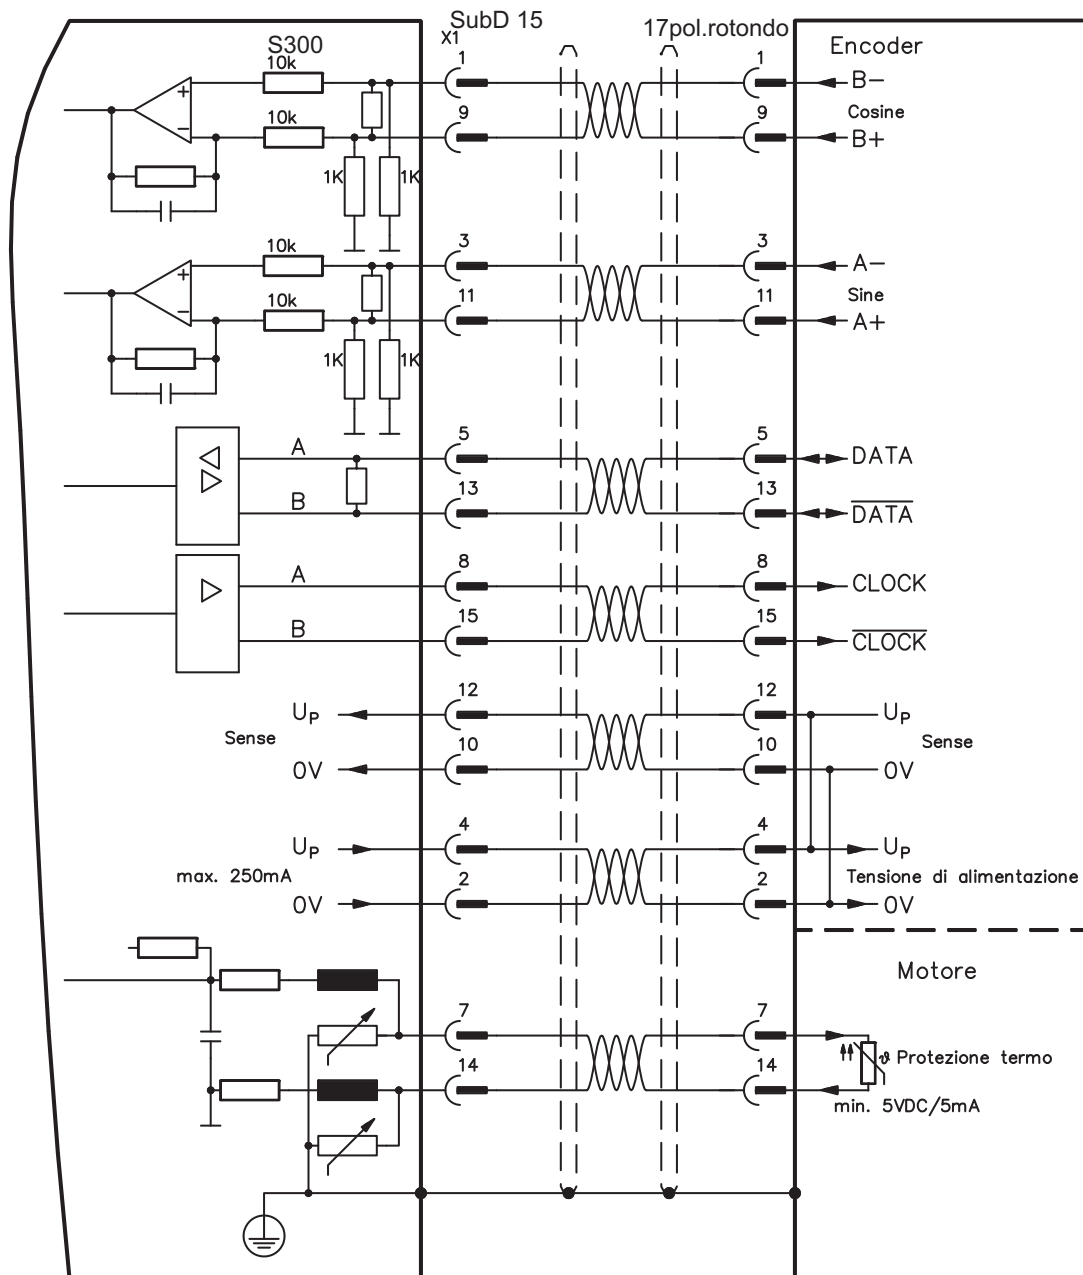 SubD 15
X1
17pol.rotondo
S300
Encoder
10k
1
1
B-
+
Cosine
10k
9
9
B+
-
1K
1K
10k
3
3
A-
+
Sine
10k
11
11
A+
-
1K
1K
A
5
5
DATA
B
13
13
DATA
A
8
8
CLOCK
B
15
15
CLOCK
UP
12
12
UP
Sense
Sense
0V
10
10
0V
UP
4
4
UP
max. 250mA
Tensione di alimentazione
0V
2
2
0V
Motore
7
7
ϑ Protezione termo
14
14
min. 5VDC/5mA